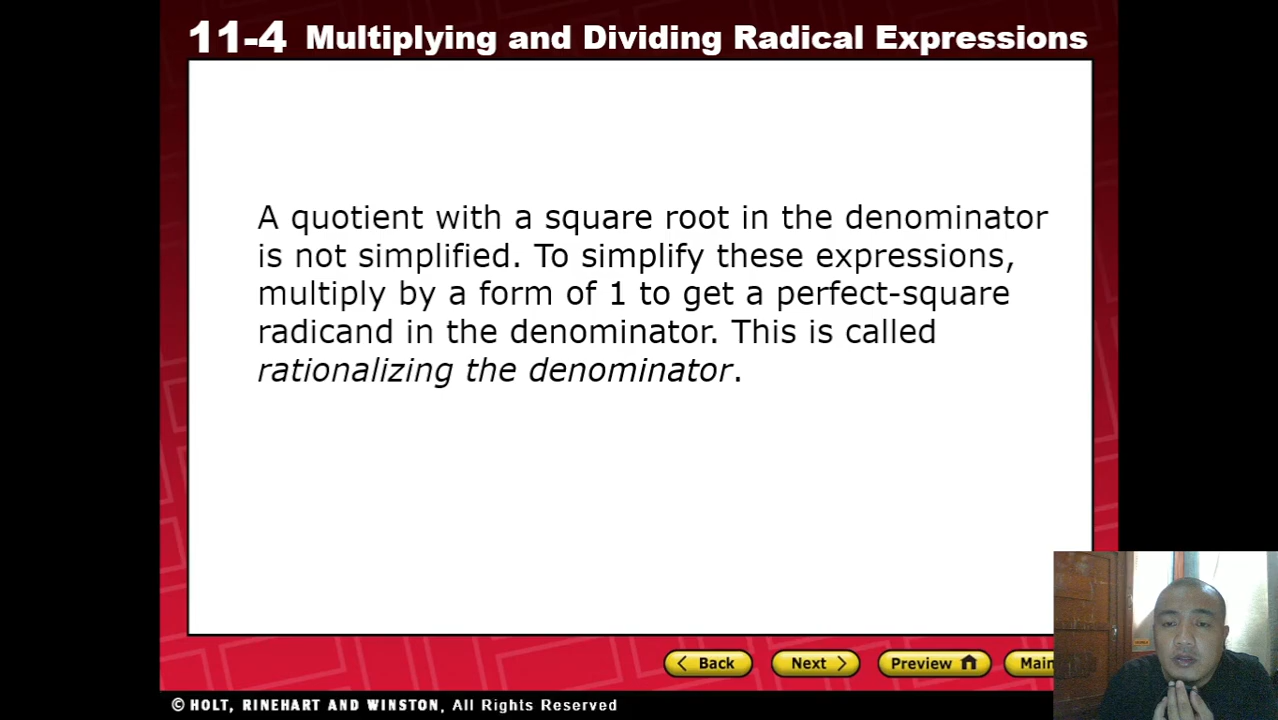 11-4 Multiplying and Dividing Radical Expressions
A quotient with a square root in the denominator
is not simplified. To simplify these expressions,
multiply by a form of 1 to get a perfect-square
radicand in the denominator. This is called
rationalizing the denominator.
< Back Next > Preview Main
© HOLT, RINEHART AND WINSTON, All Rights Reserved